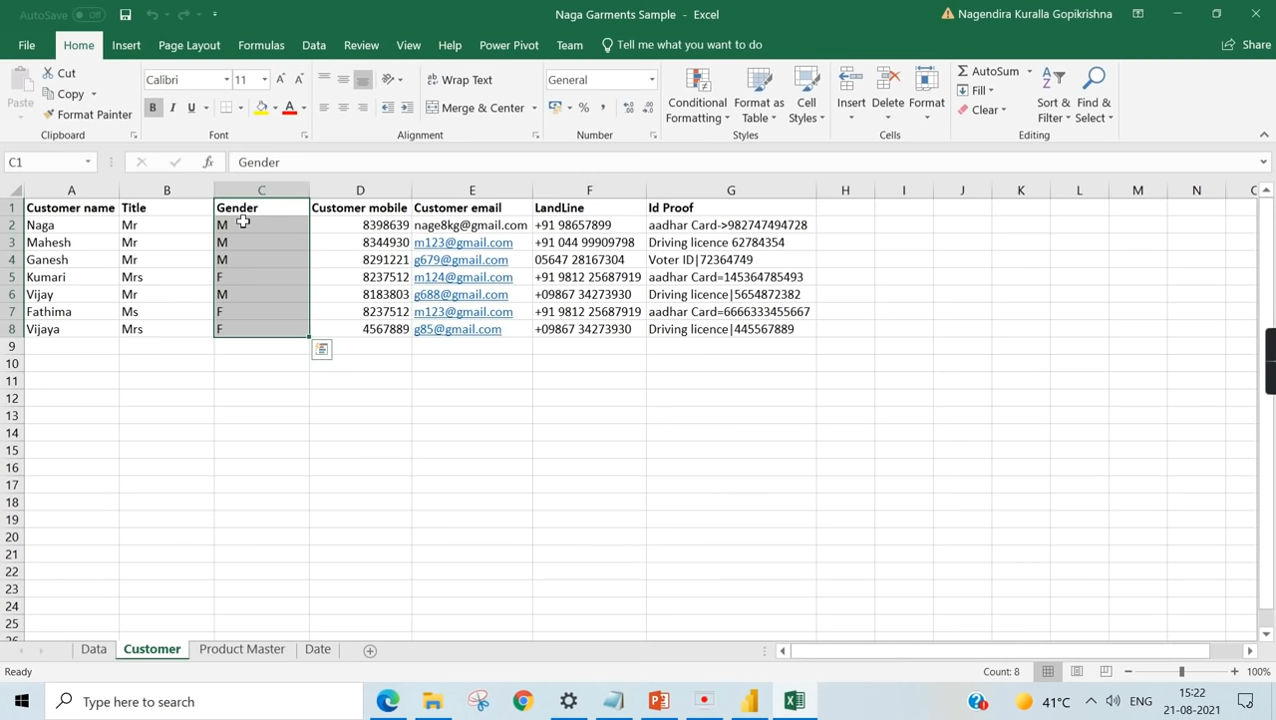 AutoSave Off
Naga Garments Sample - Excel
Nagendira Kuralla Gopikrishna
File Home Insert Page Layout Formulas Data Review View Help Power Pivot Team Tell me what you want to do Share
Paste
Cut
Copy
Format Painter
Clipboard
Calibri 11
B I U
Font
Wrap Text
Merge & Center
Alignment
General
%
Number
Conditional Formatting
Format as Table
Cell Styles
Styles
Insert Delete Format
Cells
AutoSum
Fill
Clear
Sort & Filter
Find & Select
Editing
C1 fx Gender
A B C D E F G H I J K L M N
1 Customer name Title Gender Customer mobile Customer email LandLine Id Proof
2 Naga Mr M 8398639 nage8kg@gmail.com +91 98657899 aadhar Card->982747494728
3 Mahesh Mr M 8344930 m123@gmail.com +91 044 99909798 Driving licence 62784354
4 Ganesh Mr M 8291221 g679@gmail.com 05647 28167304 Voter ID|72364749
5 Kumari Mrs F 8237512 m124@gmail.com +91 9812 25687919 aadhar Card=145364785493
6 Vijay Mr M 8183803 g688@gmail.com +09867 34273930 Driving licence|5654872382
7 Fathima Ms F 8237512 m123@gmail.com +91 9812 25687919 aadhar Card=6666333455667
8 Vijaya Mrs F 4567889 g85@gmail.com +09867 34273930 Driving licence|445567889
9
10
11
12
13
14
15
16
17
18
19
20
21
22
23
24
25
Data Customer Product Master Date
Ready Count: 8 100%
Type here to search
41°C ENG 15:22
21-08-2021